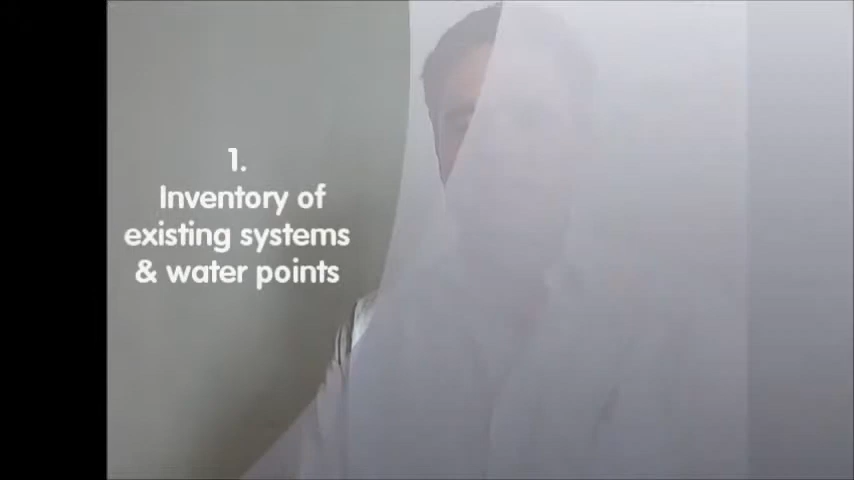 1.
Inventory of
existing systems
& water points